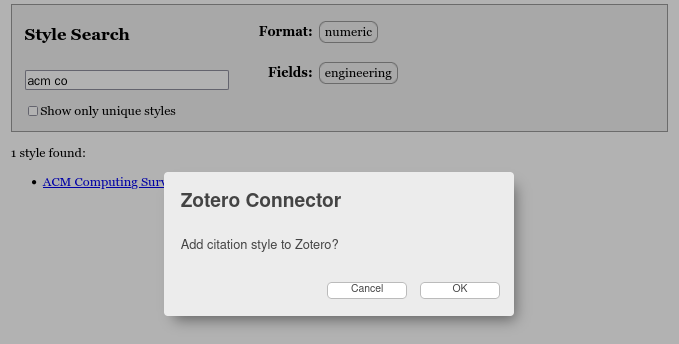 Style Search
Format: numeric
Fields: engineering
acm co
Show only unique styles
1 style found:
ACM Computing Surv
Zotero Connector
Add citation style to Zotero?
Cancel OK